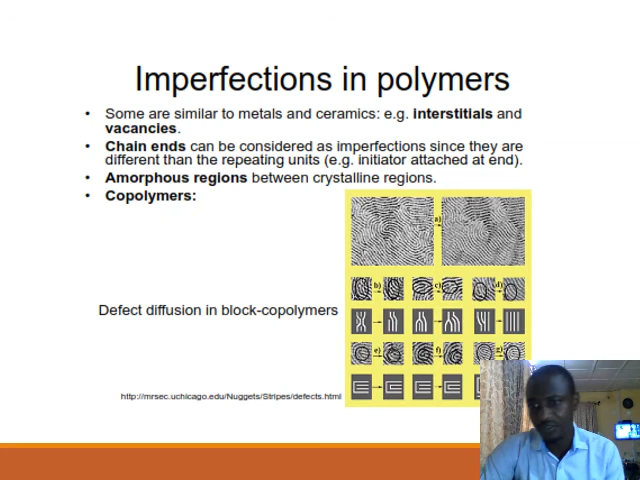 Imperfections in polymers
• Some are similar to metals and ceramics: e.g. interstitials and
vacancies.
• Chain ends can be considered as imperfections since they are
different than the repeating units (e.g. initiator attached at end).
• Amorphous regions between crystalline regions.
• Copolymers:
a)
b) c) d)
Defect diffusion in block-copolymers
e) f) g)
http://mrsec.uchicago.edu/Nuggets/Stripes/defects.html